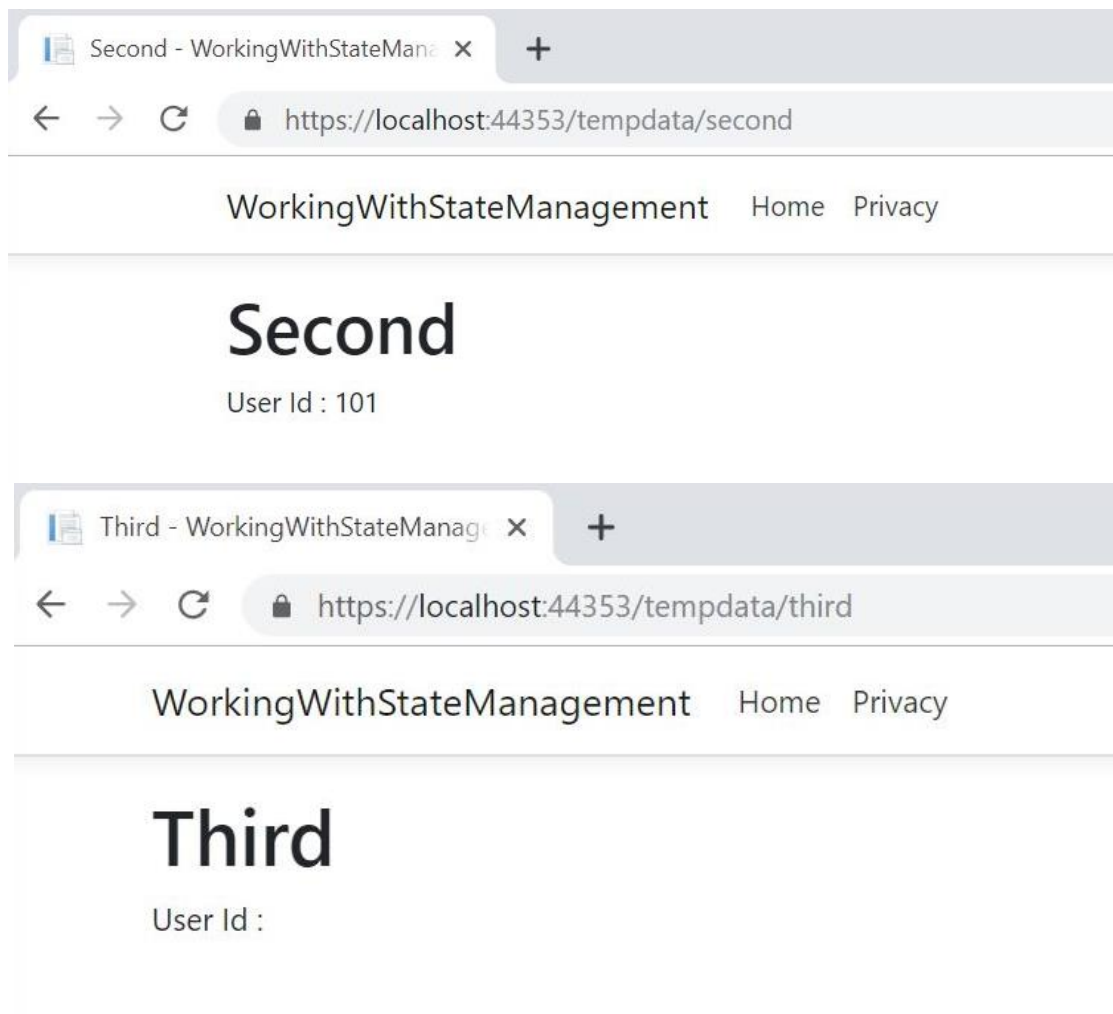 Second - WorkingWithStateMana
https://localhost:44353/tempdata/second
WorkingWithStateManagement Home Privacy
Second
User Id : 101
Third - WorkingWithStateManage
https://localhost:44353/tempdata/third
WorkingWithStateManagement Home Privacy
Third
User Id :